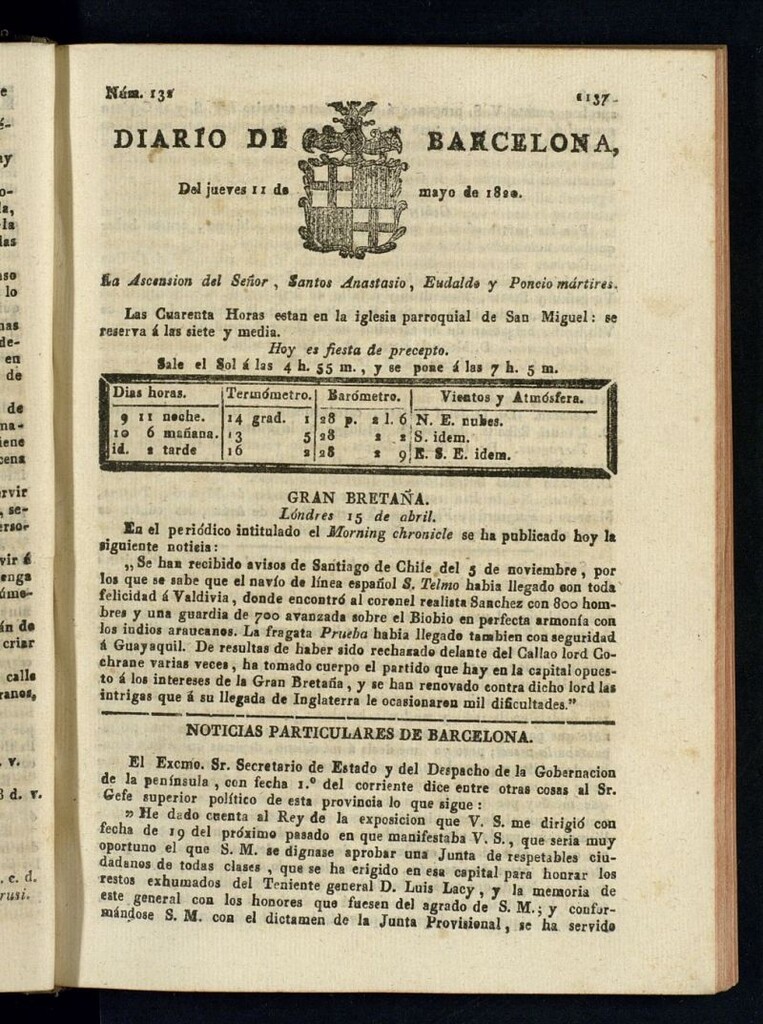 Núm. 132
1137
DIARIO DE BARCELONA,
Del jueves 11 de mayo de 1820.
La Ascension del Señor, Santos Anastasio, Eudaldo y Poncio mártires.
Las Cuarenta Horas estan en la iglesia parroquial de San Miguel: se
reserva á las siete y media.
Hoy es fiesta de precepto.
Sale el Sol á las 4 h. 55 m., y se pone á las 7 h. 5 m.
Dias horas. Termómetro. Barómetro. Vientos y Atmósfera.
9 11 noche. 14 grad. 1 28 p. 2 l. 6 N. E. nubes.
10 6 mañana. 13 5 28 2 2 S. idem.
id. 2 tarde 16 2 28 2 9 E. S. E. idem.
GRAN BRETAÑA.
Lóndres 15 de abril.
En el periódico intitulado el Morning chronicle se ha publicado hoy la
siguiente noticia:
„Se han recibido avisos de Santiago de Chile del 5 de noviembre, por
los que se sabe que el navío de línea español S. Telmo habia llegado con toda
felicidad á Valdivia, donde encontró al coronel realista Sanchez con 800 hom-
bres y una guardia de 700 avanzada sobre el Biobio en perfecta armonía con
los indios araucanos. La fragata Prueba habia llegado tambien con seguridad
á Guayaquil. De resultas de haber sido rechazado delante del Callao lord Co-
chrane varias veces, ha tomado cuerpo el partido que hay en la capital opues-
to á los intereses de la Gran Bretaña, y se han renovado contra dicho lord las
intrigas que á su llegada de Inglaterra le ocasionaron mil dificultades.”
NOTICIAS PARTICULARES DE BARCELONA.
El Excmo. Sr. Secretario de Estado y del Despacho de la Gobernacion
de la península, con fecha 1.º del corriente dice entre otras cosas al Sr.
Gefe superior político de esta provincia lo que sigue:
„He dado cuenta al Rey de la exposicion que V. S. me dirigió con
fecha de 19 del próximo pasado en que manifestaba V. S., que seria muy
oportuno el que S. M. se dignase aprobar una Junta de respetables ciu-
dadanos de todas clases, que se ha erigido en esa capital para honrar los
restos exhumados del Teniente general D. Luis Lacy, y la memoria de
este general con los honores que fuesen del agrado de S. M.; y confor-
mándose S. M. con el dictamen de la Junta Provisional, se ha servido